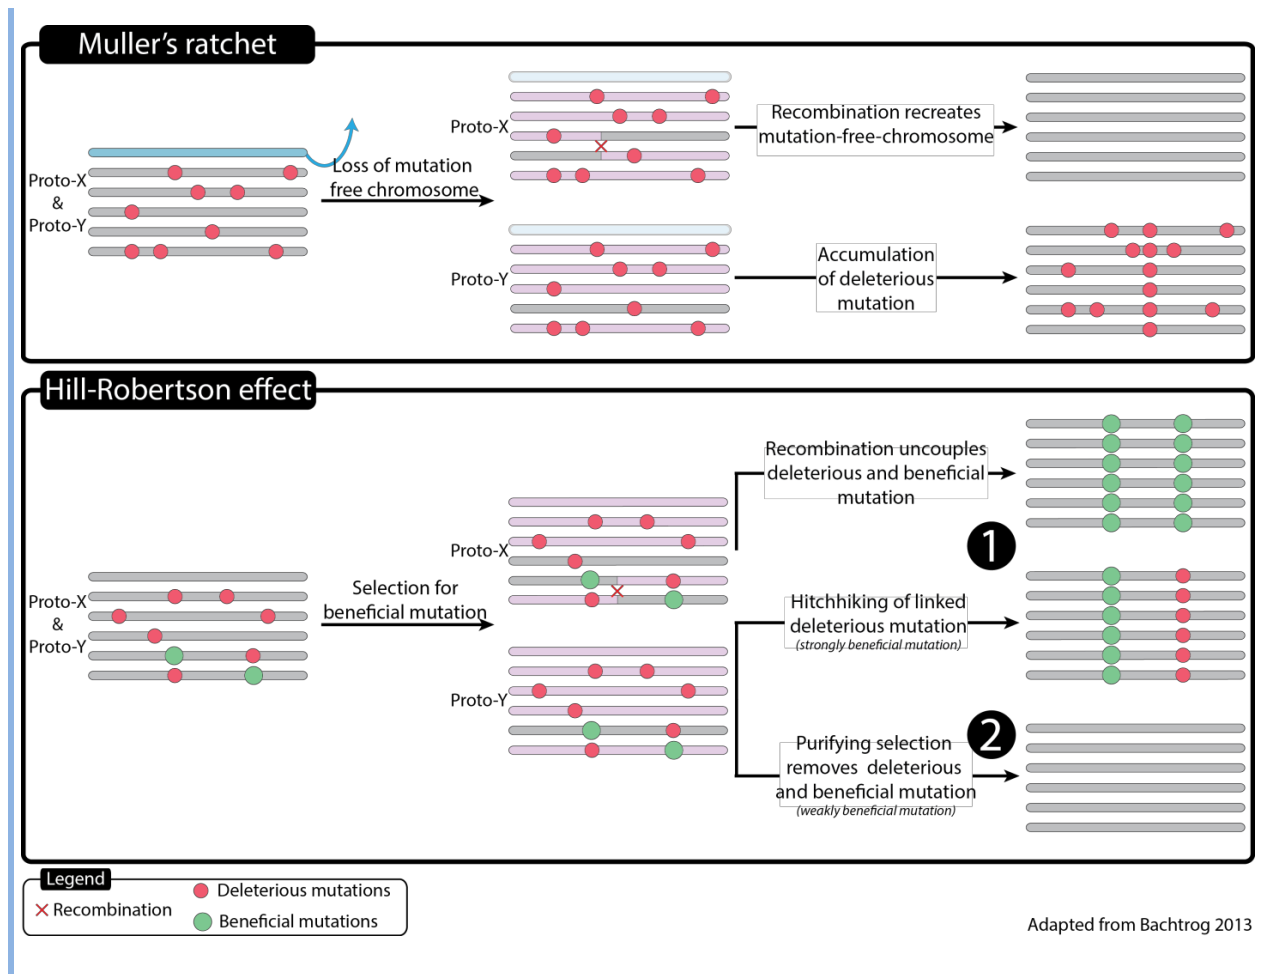 Muller's ratchet
Proto-X
&
Proto-Y
Loss of mutation
free chromosome
Proto-X
Recombination recreates
mutation-free-chromosome
Proto-Y
Accumulation
of deleterious
mutation
Hill-Robertson effect
Proto-X
&
Proto-Y
Selection for
beneficial mutation
Proto-X
Recombination uncouples
deleterious and beneficial
mutation
1
Hitchhiking of linked
deleterious mutation
(strongly beneficial mutation)
Proto-Y
2
Purifying selection
removes deleterious
and beneficial mutation
(weakly beneficial mutation)
Legend
Recombination
Deleterious mutations
Beneficial mutations
Adapted from Bachtrog 2013